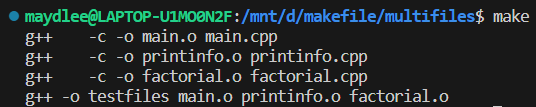 maydlee@LAPTOP-U1MO0N2F:/mnt/d/makefile/multifiles$ make
g++    -c -o main.o main.cpp
g++    -c -o printinfo.o printinfo.cpp
g++    -c -o factorial.o factorial.cpp
g++ -o testfiles main.o printinfo.o factorial.o